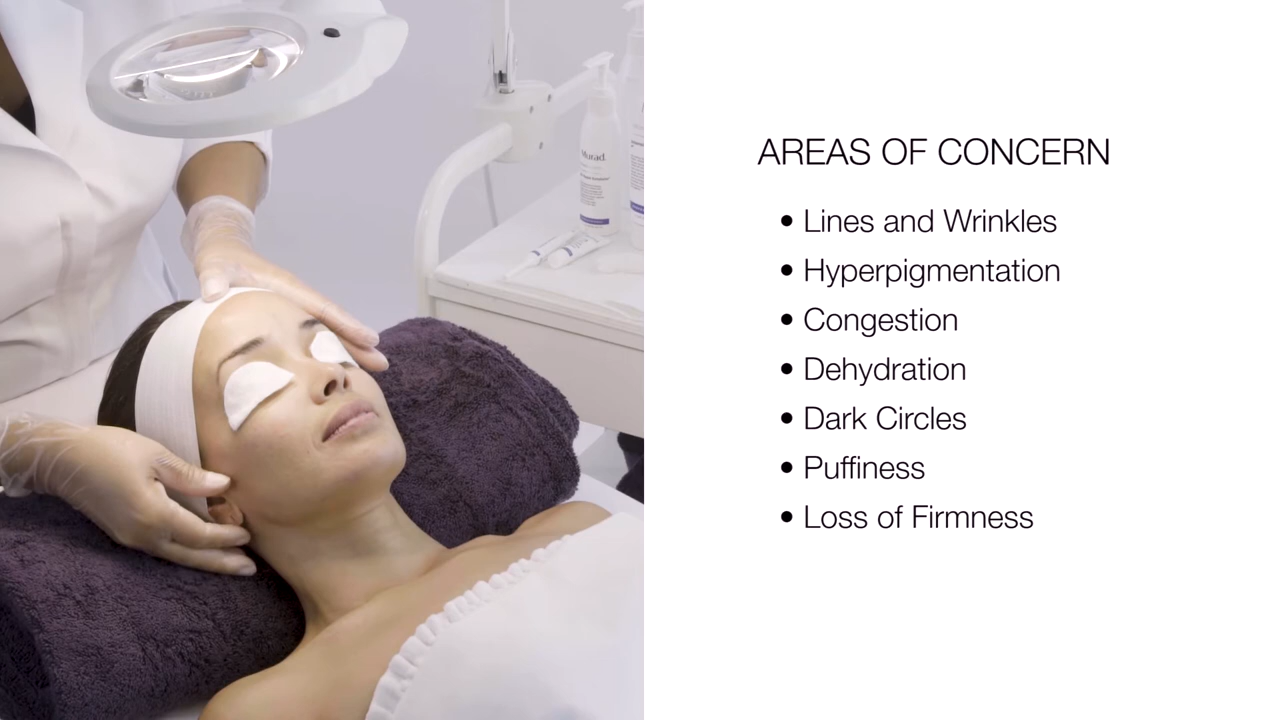 Murad
AREAS OF CONCERN
• Lines and Wrinkles
• Hyperpigmentation
• Congestion
• Dehydration
• Dark Circles
• Puffiness
• Loss of Firmness